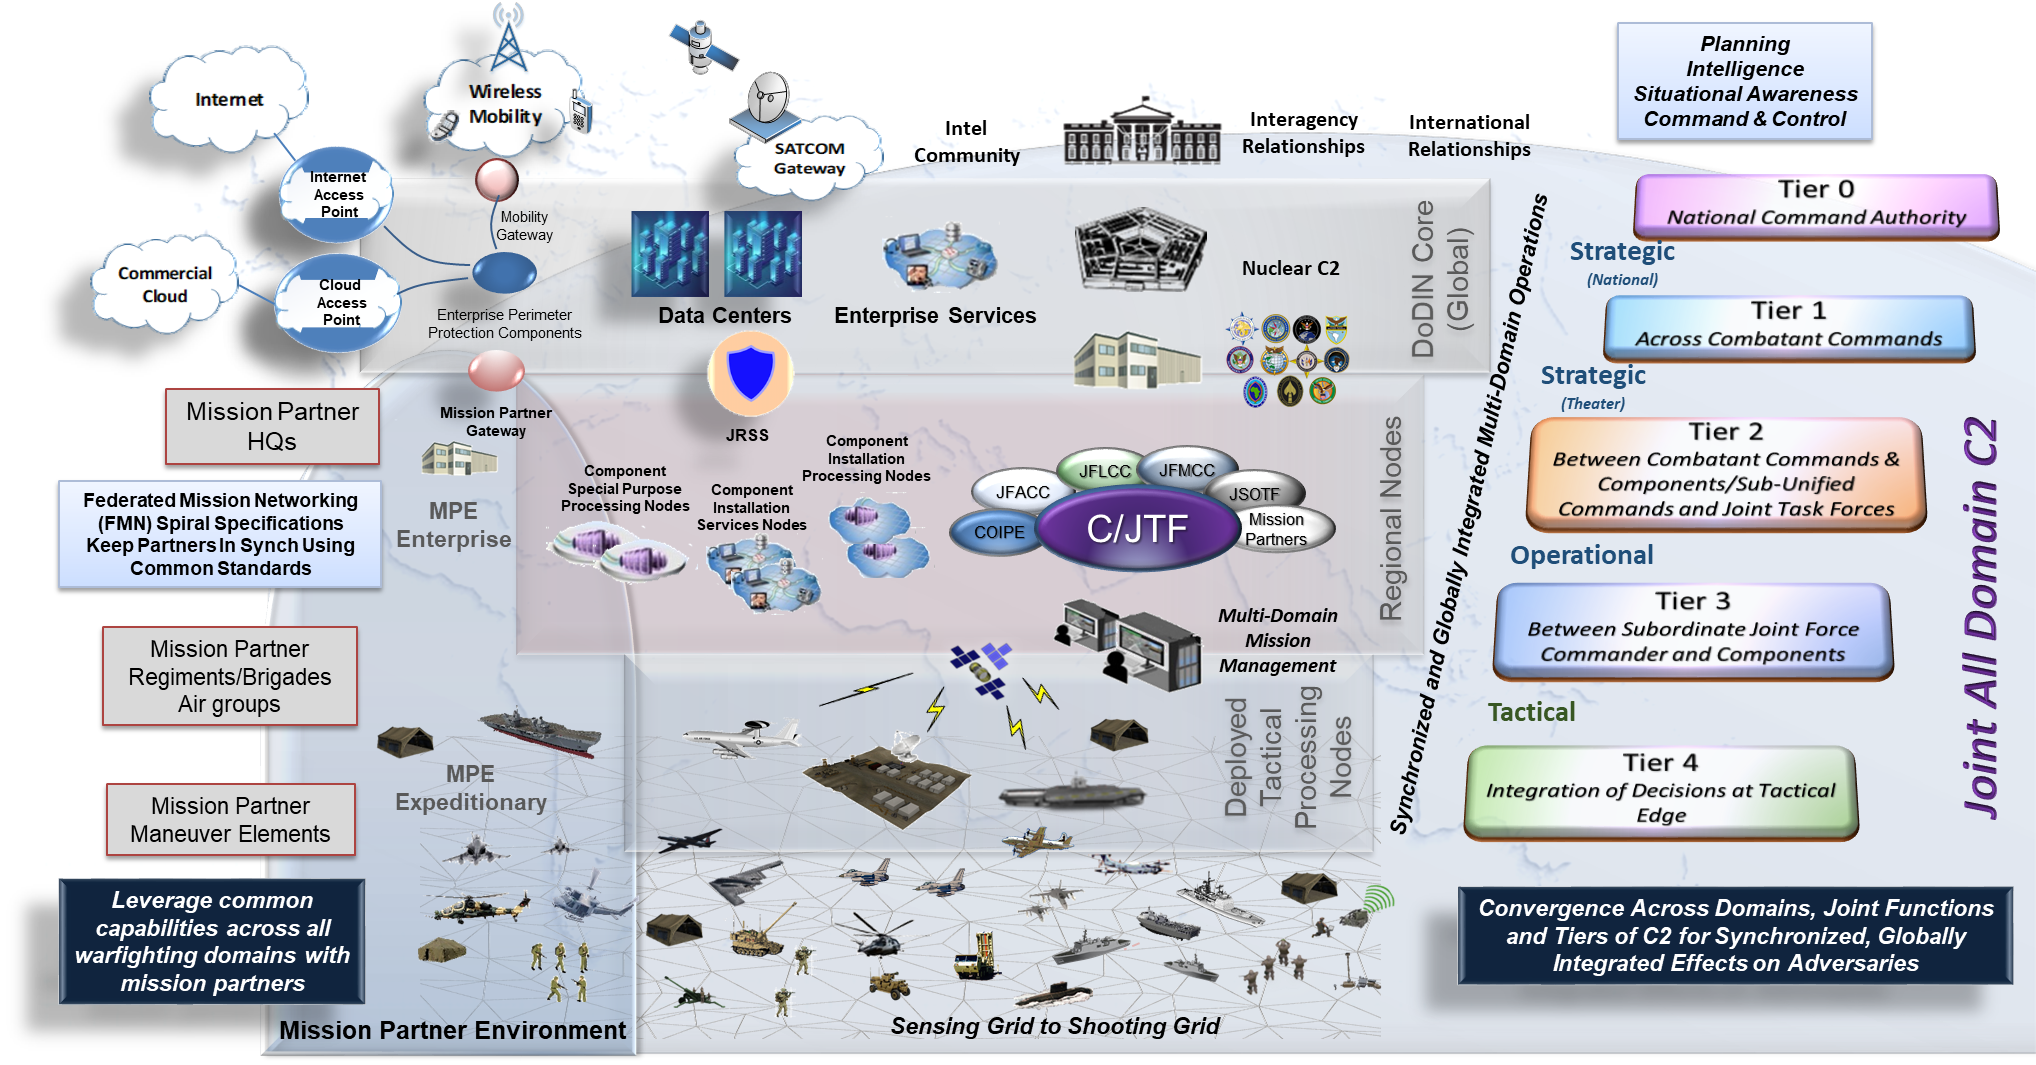 Internet
Wireless
Mobility
SATCOM
Gateway
Intel
Community
Interagency
Relationships
International
Relationships
Planning
Intelligence
Situational Awareness
Command & Control
Internet
Access
Point
Mobility
Gateway
Commercial
Cloud
Cloud
Access
Point
Enterprise Perimeter
Protection Components
Data Centers
Enterprise Services
Nuclear C2
DoDIN Core
(Global)
JRSS
Mission Partner
Gateway
Mission Partner
HQs
Federated Mission Networking
(FMN) Spiral Specifications
Keep Partners In Synch Using
Common Standards
MPE
Enterprise
Component
Special Purpose
Processing Nodes
Component
Installation
Services Nodes
Component
Installation
Processing Nodes
JFACC
JFLCC
JFMCC
JSOTF
COIPE
C/JTF
Mission
Partners
Regional Nodes
Multi-Domain
Mission
Management
Mission Partner
Regiments/Brigades
Air groups
MPE
Expeditionary
Deployed
Tactical
Processing
Nodes
Mission Partner
Maneuver Elements
Leverage common
capabilities across all
warfighting domains with
mission partners
Mission Partner Environment
Sensing Grid to Shooting Grid
Synchronized and Globally Integrated Multi-Domain Operations
Tier 0
National Command Authority
Strategic
(National)
Tier 1
Across Combatant Commands
Strategic
(Theater)
Tier 2
Between Combatant Commands &
Components/Sub-Unified
Commands and Joint Task Forces
Operational
Tier 3
Between Subordinate Joint Force
Commander and Components
Tactical
Tier 4
Integration of Decisions at Tactical
Edge
Joint All Domain C2
Convergence Across Domains, Joint Functions
and Tiers of C2 for Synchronized, Globally
Integrated Effects on Adversaries